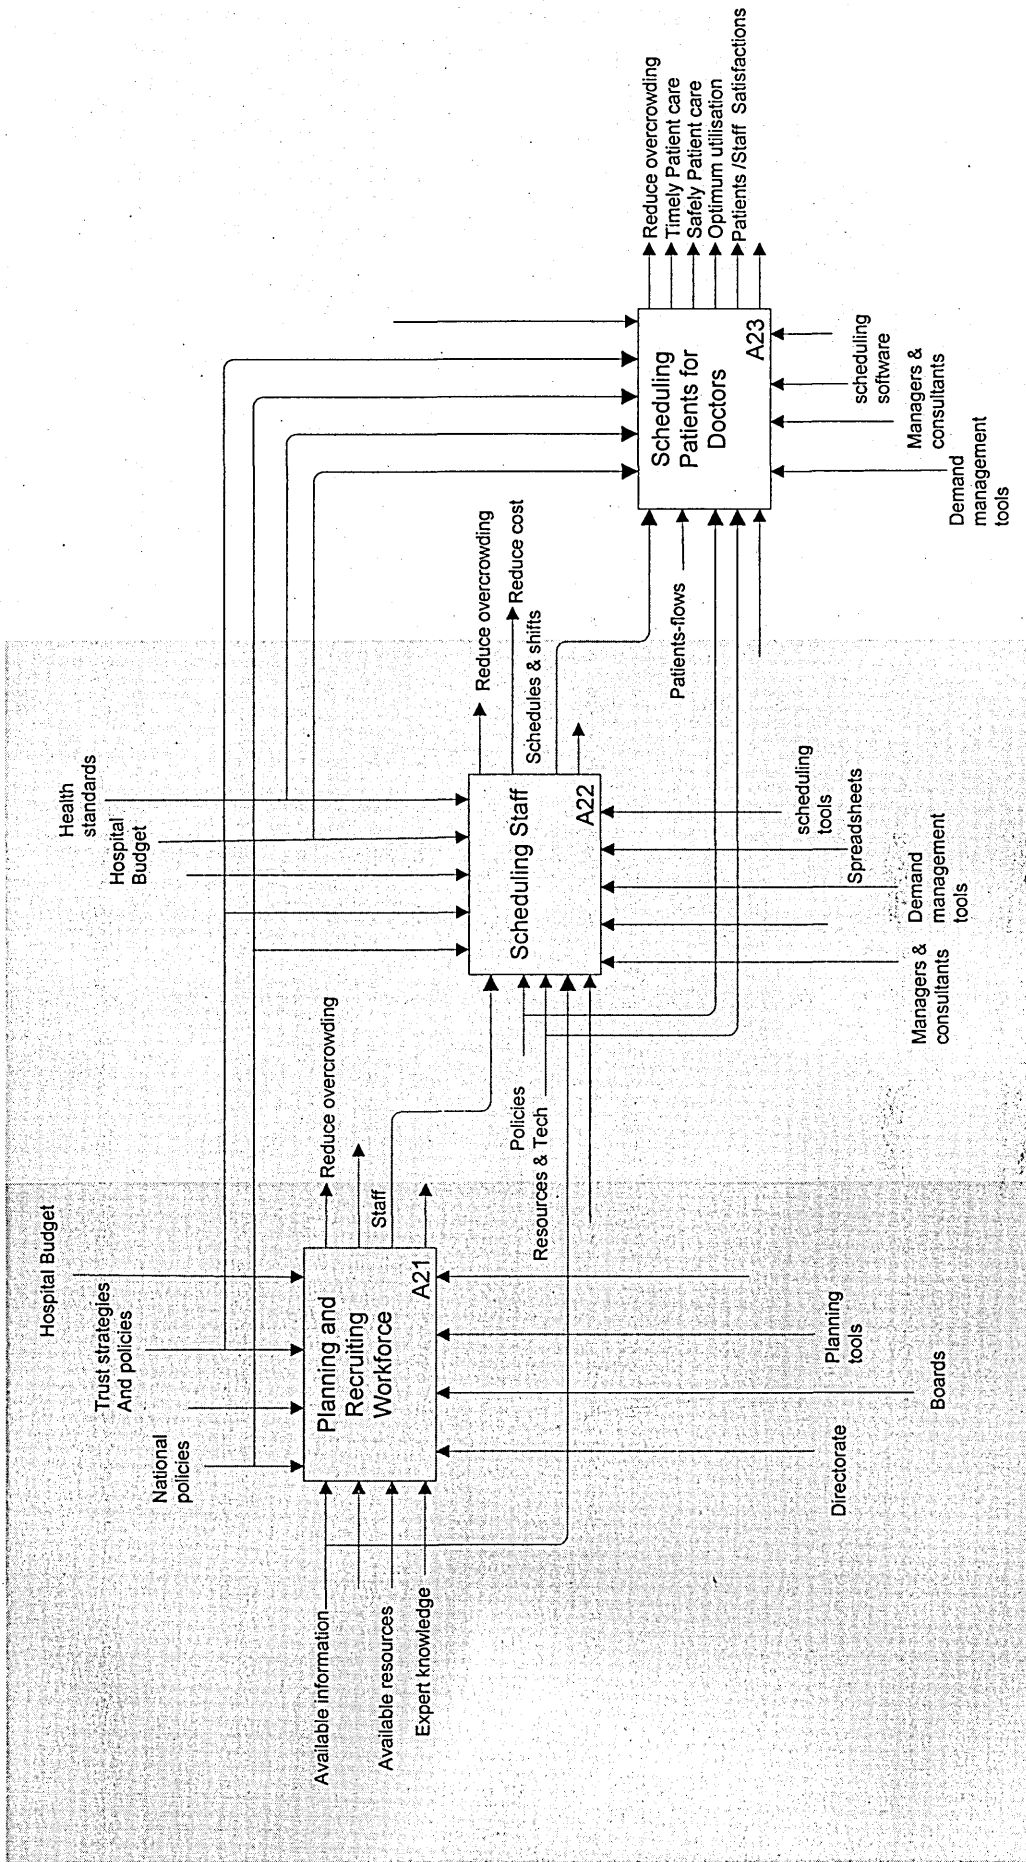 Hospital Budget
Trust strategies
And policies
National
policies
Available information
Available resources
Expert knowledge
Planning and
Recruiting
Workforce
A21
Reduce overcrowding
Staff
Directorate
Boards
Planning
tools
Health
standards
Hospital
Budget
Policies
Resources & Tech
Scheduling Staff
A22
Reduce overcrowding
Reduce cost
Schedules & shifts
Managers &
consultants
Demand
management
tools
Spreadsheets
scheduling
tools
Patients-flows
Scheduling
Patients for
Doctors
A23
Reduce overcrowding
Timely Patient care
Safely Patient care
Optimum utilisation
Patients /Staff Satisfactions
Demand
management
tools
Managers &
consultants
scheduling
software